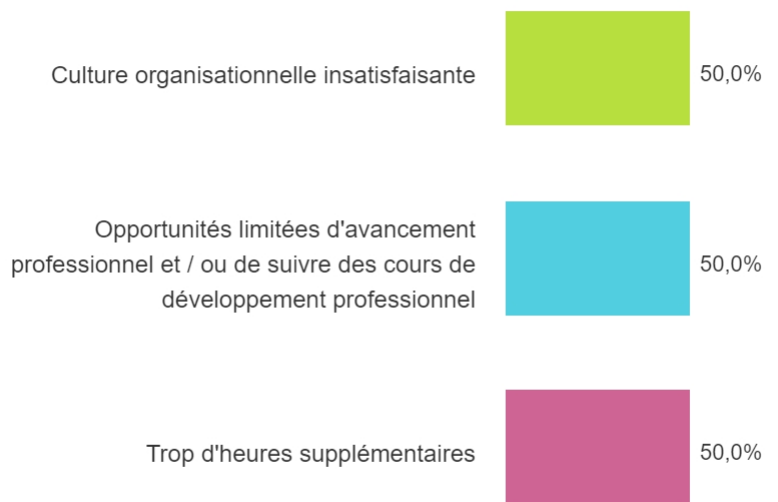 Culture organisationnelle insatisfaisante
50,0%
Opportunités limitées d'avancement
professionnel et / ou de suivre des cours de
développement professionnel
50,0%
Trop d'heures supplémentaires
50,0%